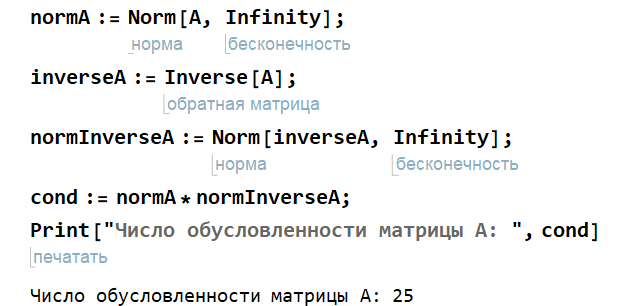 normA := Norm[A, Infinity];
норма бесконечность
inverseA := Inverse[A];
обратная матрица
normInverseA := Norm[inverseA, Infinity];
норма бесконечность
cond := normA * normInverseA;
Print["Число обусловленности матрицы A: ", cond]
печатать
Число обусловленности матрицы A: 25